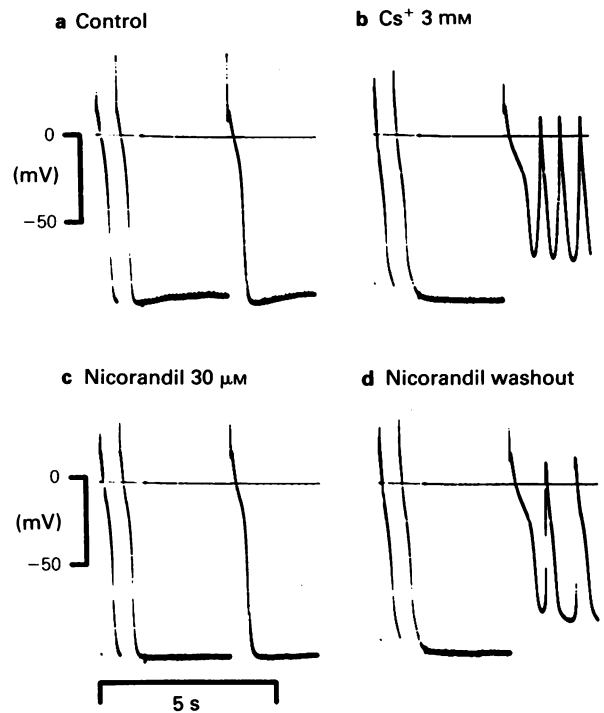 a Control
b Cs⁺ 3 mM
0
(mV)
−50
c Nicorandil 30 μM
d Nicorandil washout
0
(mV)
−50
5 s